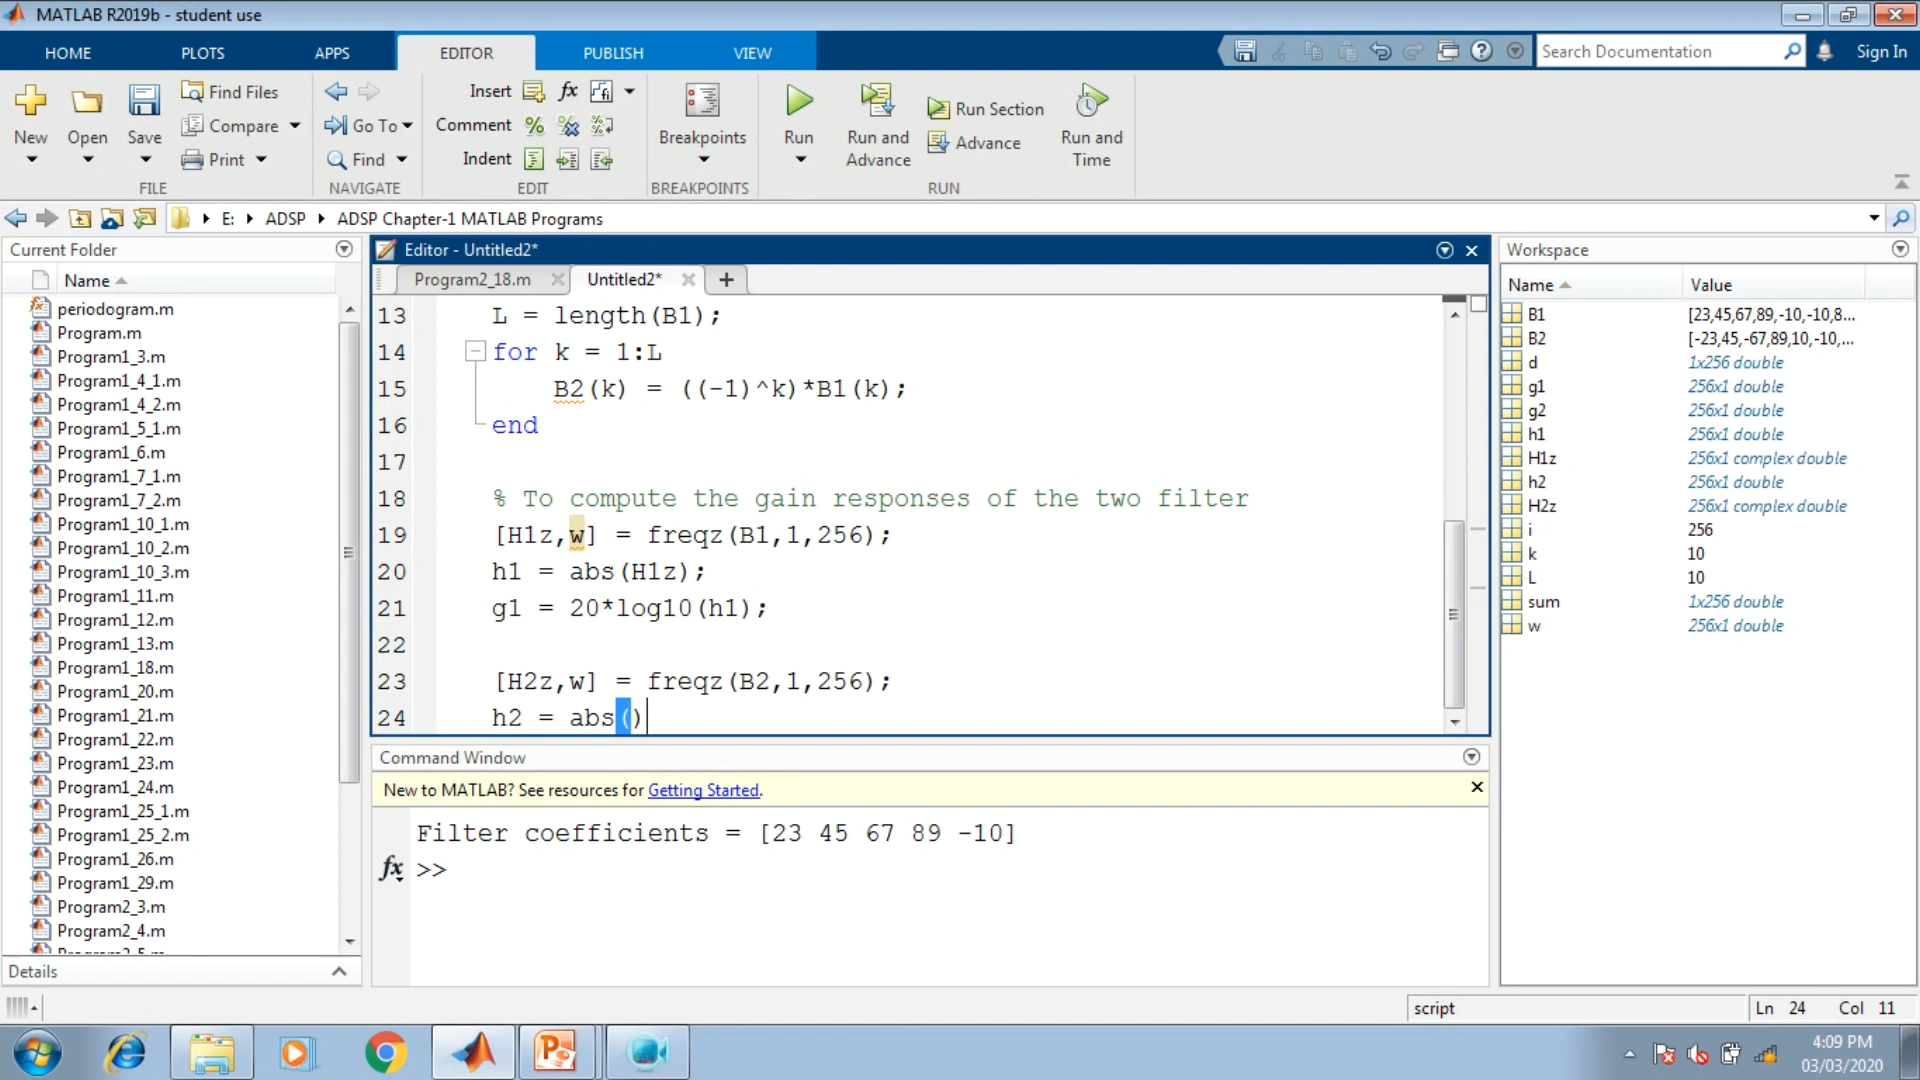 MATLAB R2019b - student use
HOME PLOTS APPS EDITOR PUBLISH VIEW
Search Documentation
Sign In
New
Open
Save
Find Files
Compare
Print
FILE
Go To
Find
NAVIGATE
Insert fx
Comment
Indent
EDIT
Breakpoints
BREAKPOINTS
Run
Run and Advance
Run Section
Advance
Run and Time
RUN
E: ADSP ADSP Chapter-1 MATLAB Programs
Current Folder
Name
periodogram.m
Program.m
Program1_3.m
Program1_4_1.m
Program1_4_2.m
Program1_5_1.m
Program1_6.m
Program1_7_1.m
Program1_7_2.m
Program1_10_1.m
Program1_10_2.m
Program1_10_3.m
Program1_11.m
Program1_12.m
Program1_13.m
Program1_18.m
Program1_20.m
Program1_21.m
Program1_22.m
Program1_23.m
Program1_24.m
Program1_25_1.m
Program1_25_2.m
Program1_26.m
Program1_29.m
Program2_3.m
Program2_4.m
Details
Editor - Untitled2*
Program2_18.m Untitled2*
13 L = length(B1);
14 for k = 1:L
15 B2(k) = ((-1)^k)*B1(k);
16 end
17
18 % To compute the gain responses of the two filter
19 [H1z,w] = freqz(B1,1,256);
20 h1 = abs(H1z);
21 g1 = 20*log10(h1);
22
23 [H2z,w] = freqz(B2,1,256);
24 h2 = abs()
Command Window
New to MATLAB? See resources for Getting Started.
Filter coefficients = [23 45 67 89 -10]
fx >>
Workspace
Name Value
B1 [23,45,67,89,-10,-10,8...
B2 [-23,45,-67,89,10,-10,...
d 1x256 double
g1 256x1 double
g2 256x1 double
h1 256x1 double
H1z 256x1 complex double
h2 256x1 double
H2z 256x1 complex double
i 256
k 10
L 10
sum 1x256 double
w 256x1 double
script
Ln 24 Col 11
4:09 PM
03/03/2020